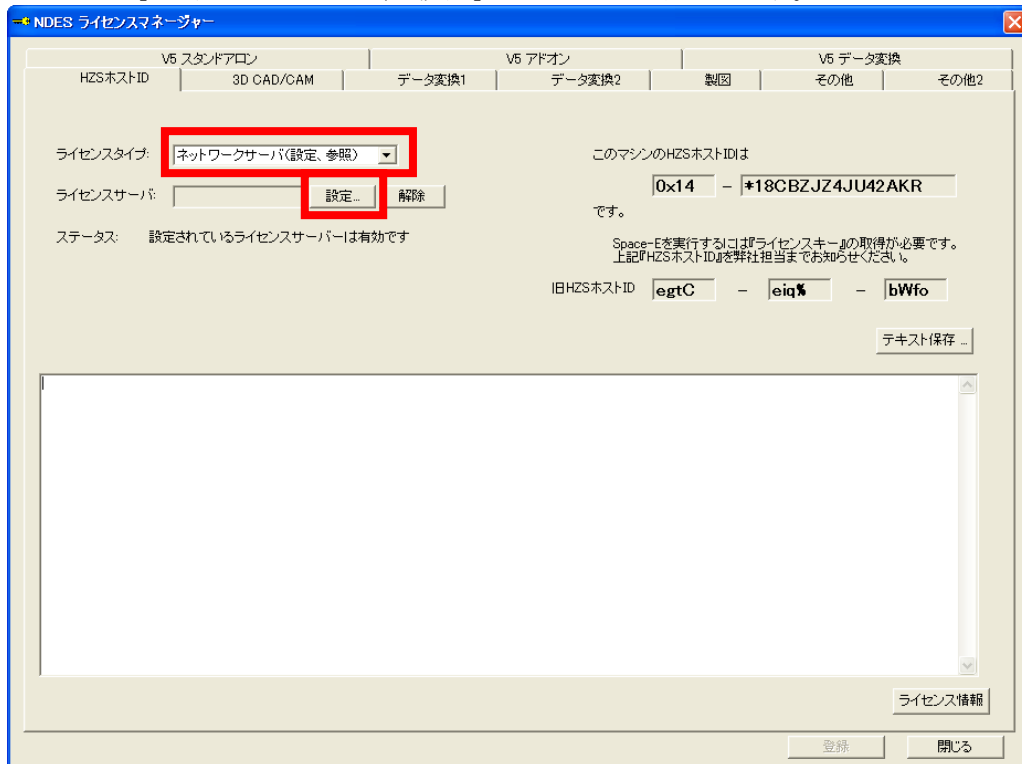 NDES ライセンスマネージャー
V5 スタンドアロン V5 アドオン V5 データ変換
HZSホストID 3D CAD/CAM データ変換1 データ変換2 製図 その他 その他2
ライセンスタイプ: ネットワークサーバ(設定、参照)
このマシンのHZSホストIDは
ライセンスサーバ: 設定... 解除
0x14 - *18CBZJZ4JU42AKR
です。
ステータス: 設定されているライセンスサーバーは有効です
Space-Eを実行するには『ライセンスキー』の取得が必要です。
上記『HZSホストID』を弊社担当までお知らせください。
旧HZSホストID egtC - eiq% - bWfo
テキスト保存 ...
ライセンス情報
登録 閉じる